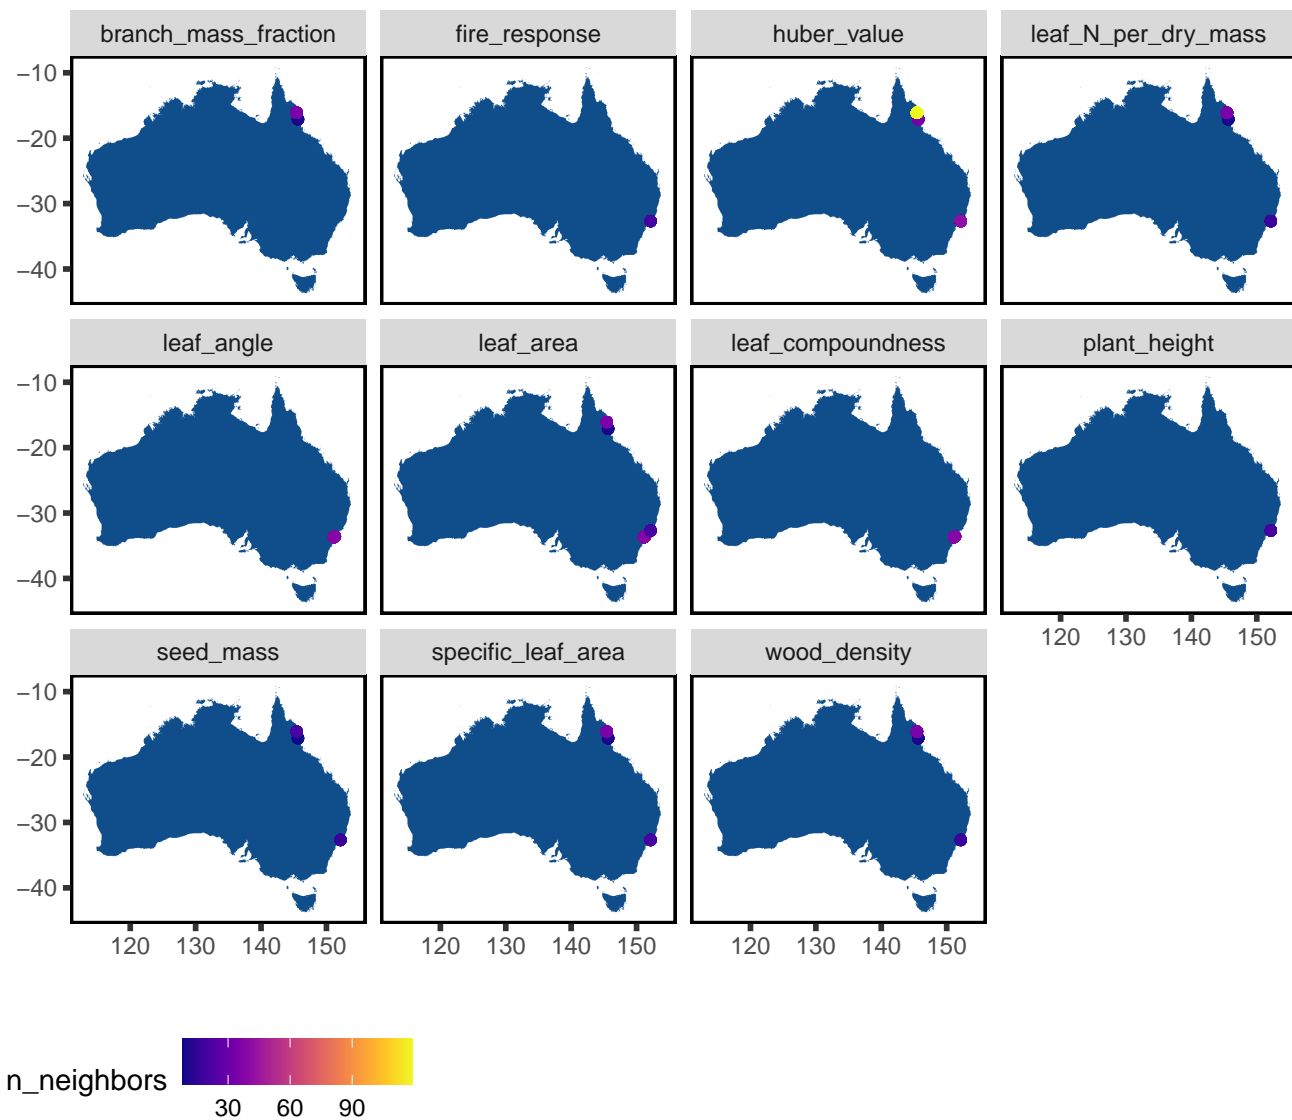 branch_mass_fraction fire_response huber_value leaf_N_per_dry_mass
−10
−20
−30
−40
leaf_angle leaf_area leaf_compoundness plant_height
−10
−20
−30
−40
120 130 140 150
seed_mass specific_leaf_area wood_density
−10
−20
−30
−40
120 130 140 150 120 130 140 150 120 130 140 150
n_neighbors
30 60 90